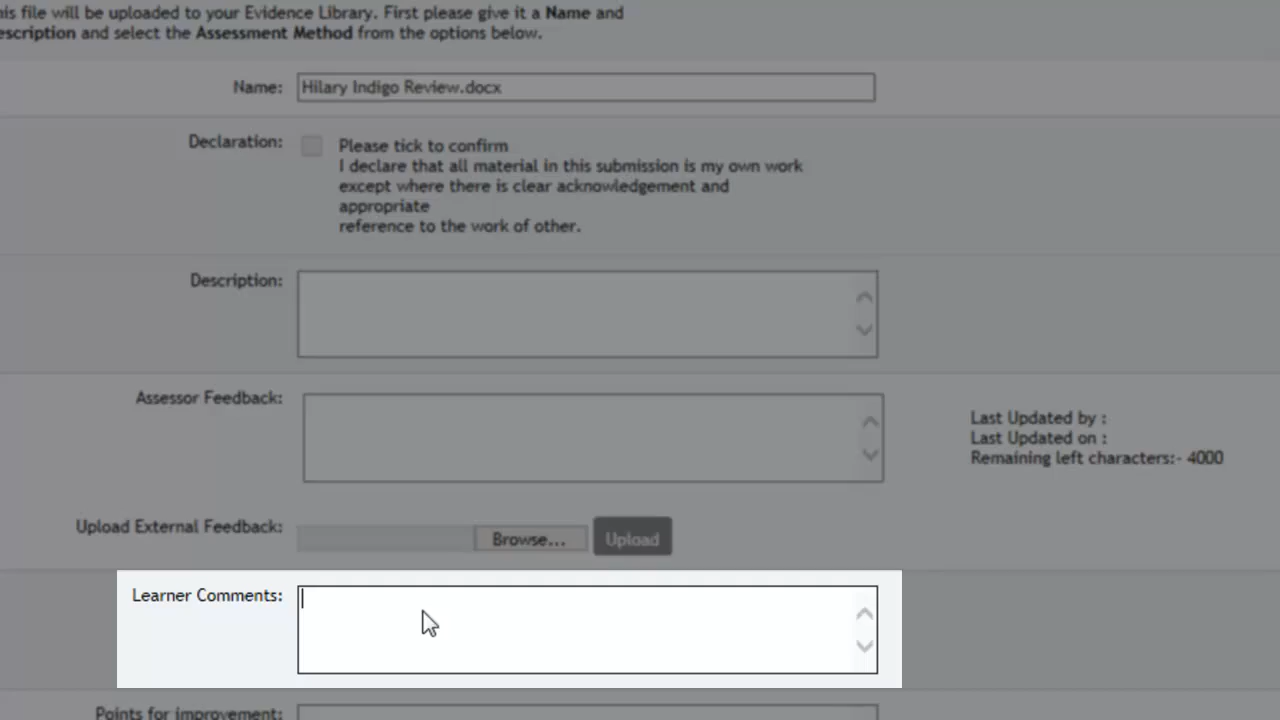 his file will be uploaded to your Evidence Library. First please give it a Name and
escription and select the Assessment Method from the options below.
Name: Hilary Indigo Review.docx
Declaration: Please tick to confirm
I declare that all material in this submission is my own work
except where there is clear acknowledgement and
appropriate
reference to the work of other.
Description:
Assessor Feedback:
Last Updated by :
Last Updated on :
Remaining left characters:- 4000
Upload External Feedback: Browse... Upload
Learner Comments:
Points for improvement: